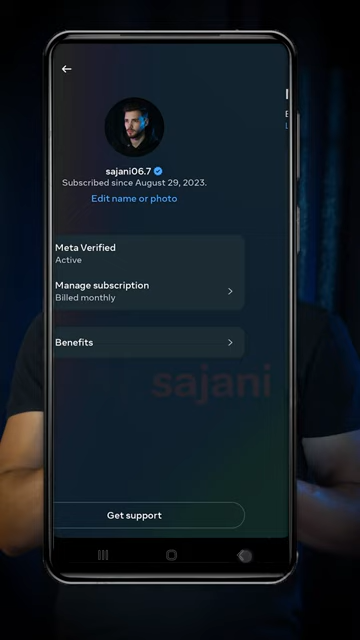 sajani06.7
Subscribed since August 29, 2023.
Edit name or photo
Meta Verified
Active
Manage subscription
Billed monthly
Benefits
sajani
Get support